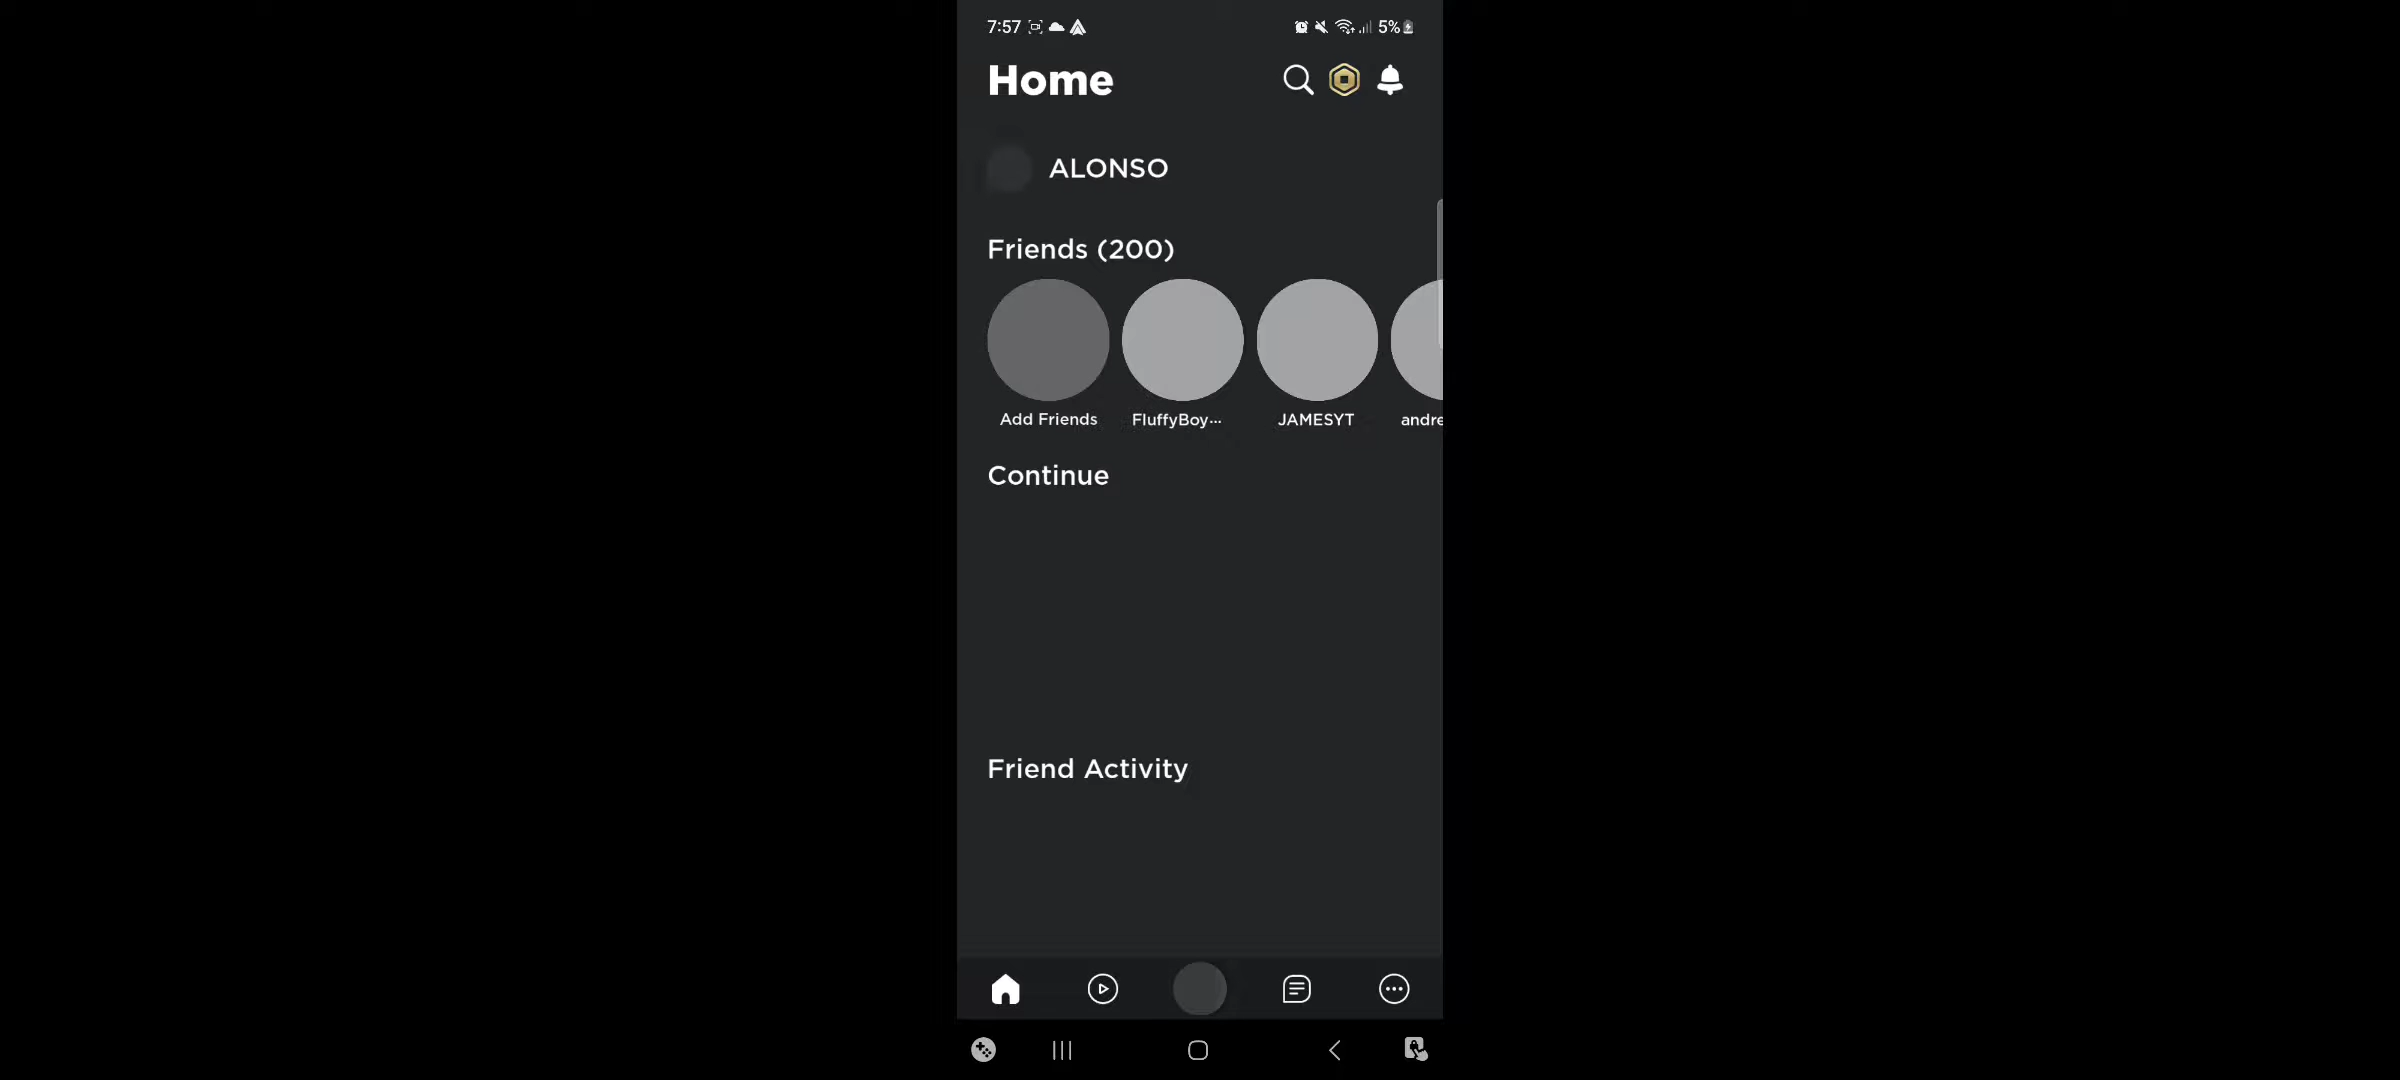 7:57 5%
Home
ALONSO
Friends (200)
Add Friends FluffyBoy... JAMESYT andre
Continue
Friend Activity